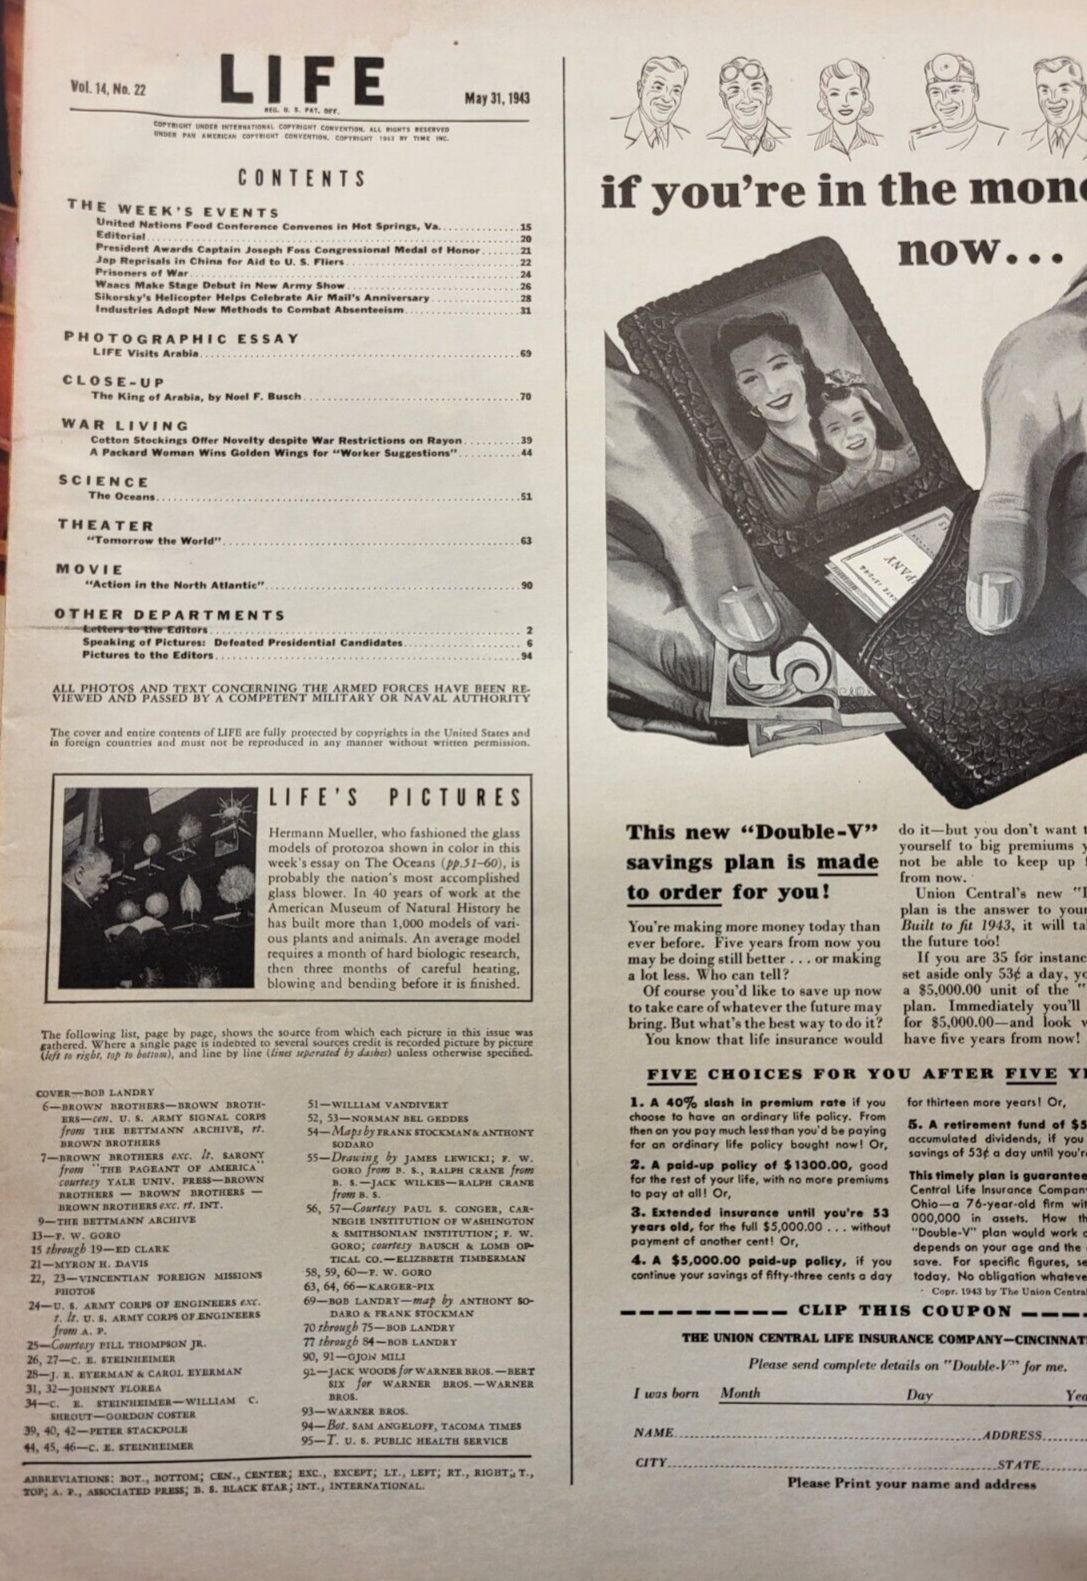 Vol. 14, No. 22
LIFE
REG. U. S. PAT. OFF.
May 31, 1943
COPYRIGHT UNDER INTERNATIONAL COPYRIGHT CONVENTION. ALL RIGHTS RESERVED
UNDER PAN AMERICAN COPYRIGHT CONVENTION. COPYRIGHT 1943 BY TIME INC.
CONTENTS
THE WEEK'S EVENTS
United Nations Food Conference Convenes in Hot Springs, Va. 15
Editorial 20
President Awards Captain Joseph Foss Congressional Medal of Honor 21
Jap Reprisals in China for Aid to U. S. Fliers 22
Prisoners of War 24
Waacs Make Stage Debut in New Army Show 26
Sikorsky's Helicopter Helps Celebrate Air Mail's Anniversary 28
Industries Adopt New Methods to Combat Absenteeism 31
PHOTOGRAPHIC ESSAY
LIFE Visits Arabia 69
CLOSE-UP
The King of Arabia, by Noel F. Busch 70
WAR LIVING
Cotton Stockings Offer Novelty despite War Restrictions on Rayon 39
A Packard Woman Wins Golden Wings for "Worker Suggestions" 44
SCIENCE
The Oceans 51
THEATER
"Tomorrow the World" 63
MOVIE
"Action in the North Atlantic" 90
OTHER DEPARTMENTS
Letters to the Editors 2
Speaking of Pictures: Defeated Presidential Candidates 6
Pictures to the Editors 94
ALL PHOTOS AND TEXT CONCERNING THE ARMED FORCES HAVE BEEN RE-
VIEWED AND PASSED BY A COMPETENT MILITARY OR NAVAL AUTHORITY
The cover and entire contents of LIFE are fully protected by copyrights in the United States and
in foreign countries and must not be reproduced in any manner without written permission.
LIFE'S PICTURES
Hermann Mueller, who fashioned the glass
models of protozoa shown in color in this
week's essay on The Oceans (pp.51-60), is
probably the nation's most accomplished
glass blower. In 40 years of work at the
American Museum of Natural History he
has built more than 1,000 models of vari-
ous plants and animals. An average model
requires a month of hard biologic research,
then three months of careful heating,
blowing and bending before it is finished.
The following list, page by page, shows the source from which each picture in this issue was
gathered. Where a single page is indebted to several sources credit is recorded picture by picture
(left to right, top to bottom), and line by line (lines separated by dashes) unless otherwise specified.
COVER—BOB LANDRY
6—BROWN BROTHERS—BROWN BROTH-
ERS—cen. U. S. ARMY SIGNAL CORPS
from THE BETTMANN ARCHIVE, rt.
BROWN BROTHERS
7—BROWN BROTHERS exc. lt. SARONY
from "THE PAGEANT OF AMERICA"
courtesy YALE UNIV. PRESS—BROWN
BROTHERS — BROWN BROTHERS —
BROWN BROTHERS exc. rt. INT.
9—THE BETTMANN ARCHIVE
13—F. W. GORO
15 through 19—ED CLARK
21—MYRON H. DAVIS
22, 23—VINCENTIAN FOREIGN MISSIONS
PHOTOS
24—U. S. ARMY CORPS OF ENGINEERS exc.
t. lt. U. S. ARMY CORPS OF ENGINEERS
from A. P.
25—Courtesy BILL THOMPSON JR.
26, 27—C. E. STEINHEIMER
28—J. R. EYERMAN & CAROL EYERMAN
31, 32—JOHNNY FLOREA
34—C. E. STEINHEIMER—WILLIAM C.
SHROUT—GORDON COSTER
39, 40, 42—PETER STACKPOLE
44, 45, 46—C. E. STEINHEIMER
51—WILLIAM VANDIVERT
52, 53—NORMAN BEL GEDDES
54—Maps by FRANK STOCKMAN & ANTHONY
SODARO
55—Drawing by JAMES LEWICKI; F. W.
GORO from B. S., RALPH CRANE from
B. S.—JACK WILKES—RALPH CRANE
from B. S.
56, 57—Courtesy PAUL S. CONGER, CAR-
NEGIE INSTITUTION OF WASHINGTON
& SMITHSONIAN INSTITUTION; F. W.
GORO; courtesy BAUSCH & LOMB OP-
TICAL CO.—ELIZBBTH TIMBERMAN
58, 59, 60—F. W. GORO
63, 64, 66—KARGER-PIX
69—BOB LANDRY—map by ANTHONY SO-
DARO & FRANK STOCKMAN
70 through 75—BOB LANDRY
77 through 84—BOB LANDRY
90, 91—GJON MILI
92—JACK WOODS for WARNER BROS.—BERT
SIX for WARNER BROS.—WARNER
BROS.
93—WARNER BROS.
94—Bot. SAM ANGELOFF, TACOMA TIMES
95—T. U. S. PUBLIC HEALTH SERVICE
ABBREVIATIONS: BOT., BOTTOM; CEN., CENTER; EXC., EXCEPT; LT., LEFT; RT., RIGHT; T.,
TOP; A. P., ASSOCIATED PRESS; B. S. BLACK STAR; INT., INTERNATIONAL.
if you're in the mone
now...
This new "Double-V"
savings plan is made
to order for you!
You're making more money today than
ever before. Five years from now you
may be doing still better . . . or making
a lot less. Who can tell?
Of course you'd like to save up now
to take care of whatever the future may
bring. But what's the best way to do it?
You know that life insurance would
do it—but you don't want t
yourself to big premiums y
not be able to keep up
from now.
Union Central's new "D
plan is the answer to your
Built to fit 1943, it will ta
the future too!
If you are 35 for instanc
set aside only 53¢ a day, yo
a $5,000.00 unit of the "
plan. Immediately you'll
for $5,000.00—and look w
have five years from now!
FIVE CHOICES FOR YOU AFTER FIVE YE
1. A 40% slash in premium rate if you
choose to have an ordinary life policy. From
then on you pay much less than you'd be paying
for an ordinary life policy bought now! Or,
2. A paid-up policy of $1300.00, good
for the rest of your life, with no more premiums
to pay at all! Or,
3. Extended insurance until you're 53
years old, for the full $5,000.00 . . . without
payment of another cent! Or,
4. A $5,000.00 paid-up policy, if you
continue your savings of fifty-three cents a day
for thirteen more years! Or,
5. A retirement fund of $5
accumulated dividends, if you
savings of 53¢ a day until you're
This timely plan is guarantee
Central Life Insurance Compan
Ohio—a 76-year-old firm wit
000,000 in assets. How th
"Double-V" plan would work o
depends on your age and the
save. For specific figures, se
today. No obligation whateve
Copr. 1943 by The Union Central
CLIP THIS COUPON
THE UNION CENTRAL LIFE INSURANCE COMPANY—CINCINNAT
Please send complete details on "Double-V" for me.
I was born Month Day Yea
NAME ADDRESS
CITY STATE
Please Print your name and address